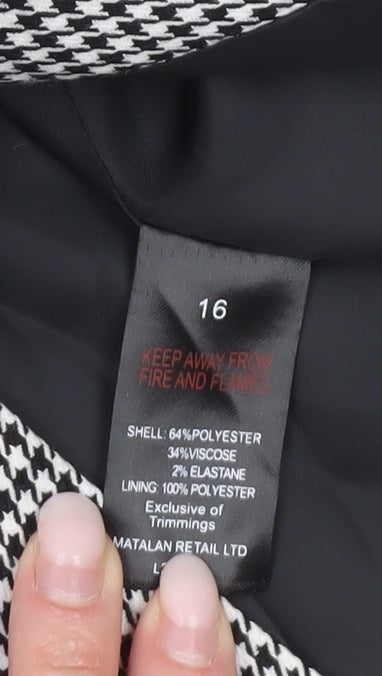 16
KEEP AWAY FROM
FIRE AND FLAMES
SHELL: 64%POLYESTER
34%VISCOSE
2% ELASTANE
LINING: 100% POLYESTER
Exclusive of
Trimmings
MATALAN RETAIL LTD